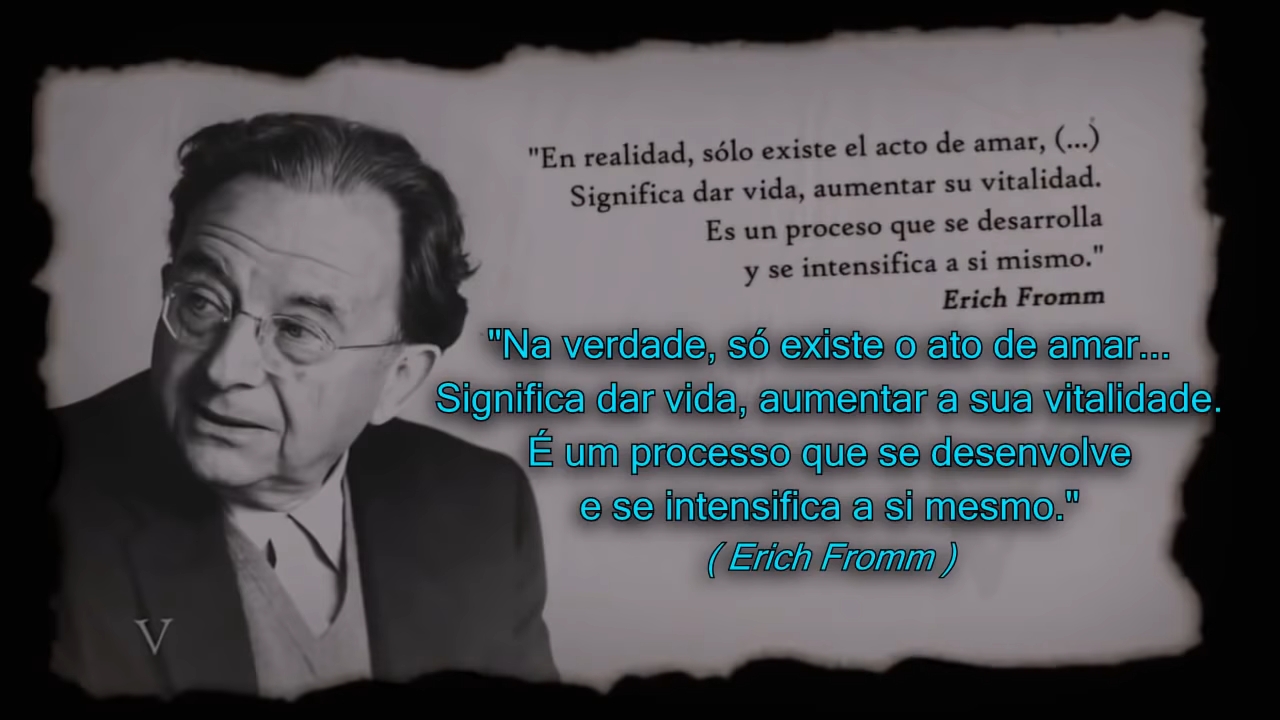 "En realidad, sólo existe el acto de amar, (...)
Significa dar vida, aumentar su vitalidad.
Es un proceso que se desarrolla
y se intensifica a si mismo."
Erich Fromm
"Na verdade, só existe o ato de amar...
Significa dar vida, aumentar a sua vitalidade.
É um processo que se desenvolve
e se intensifica a si mesmo."
( Erich Fromm )
V